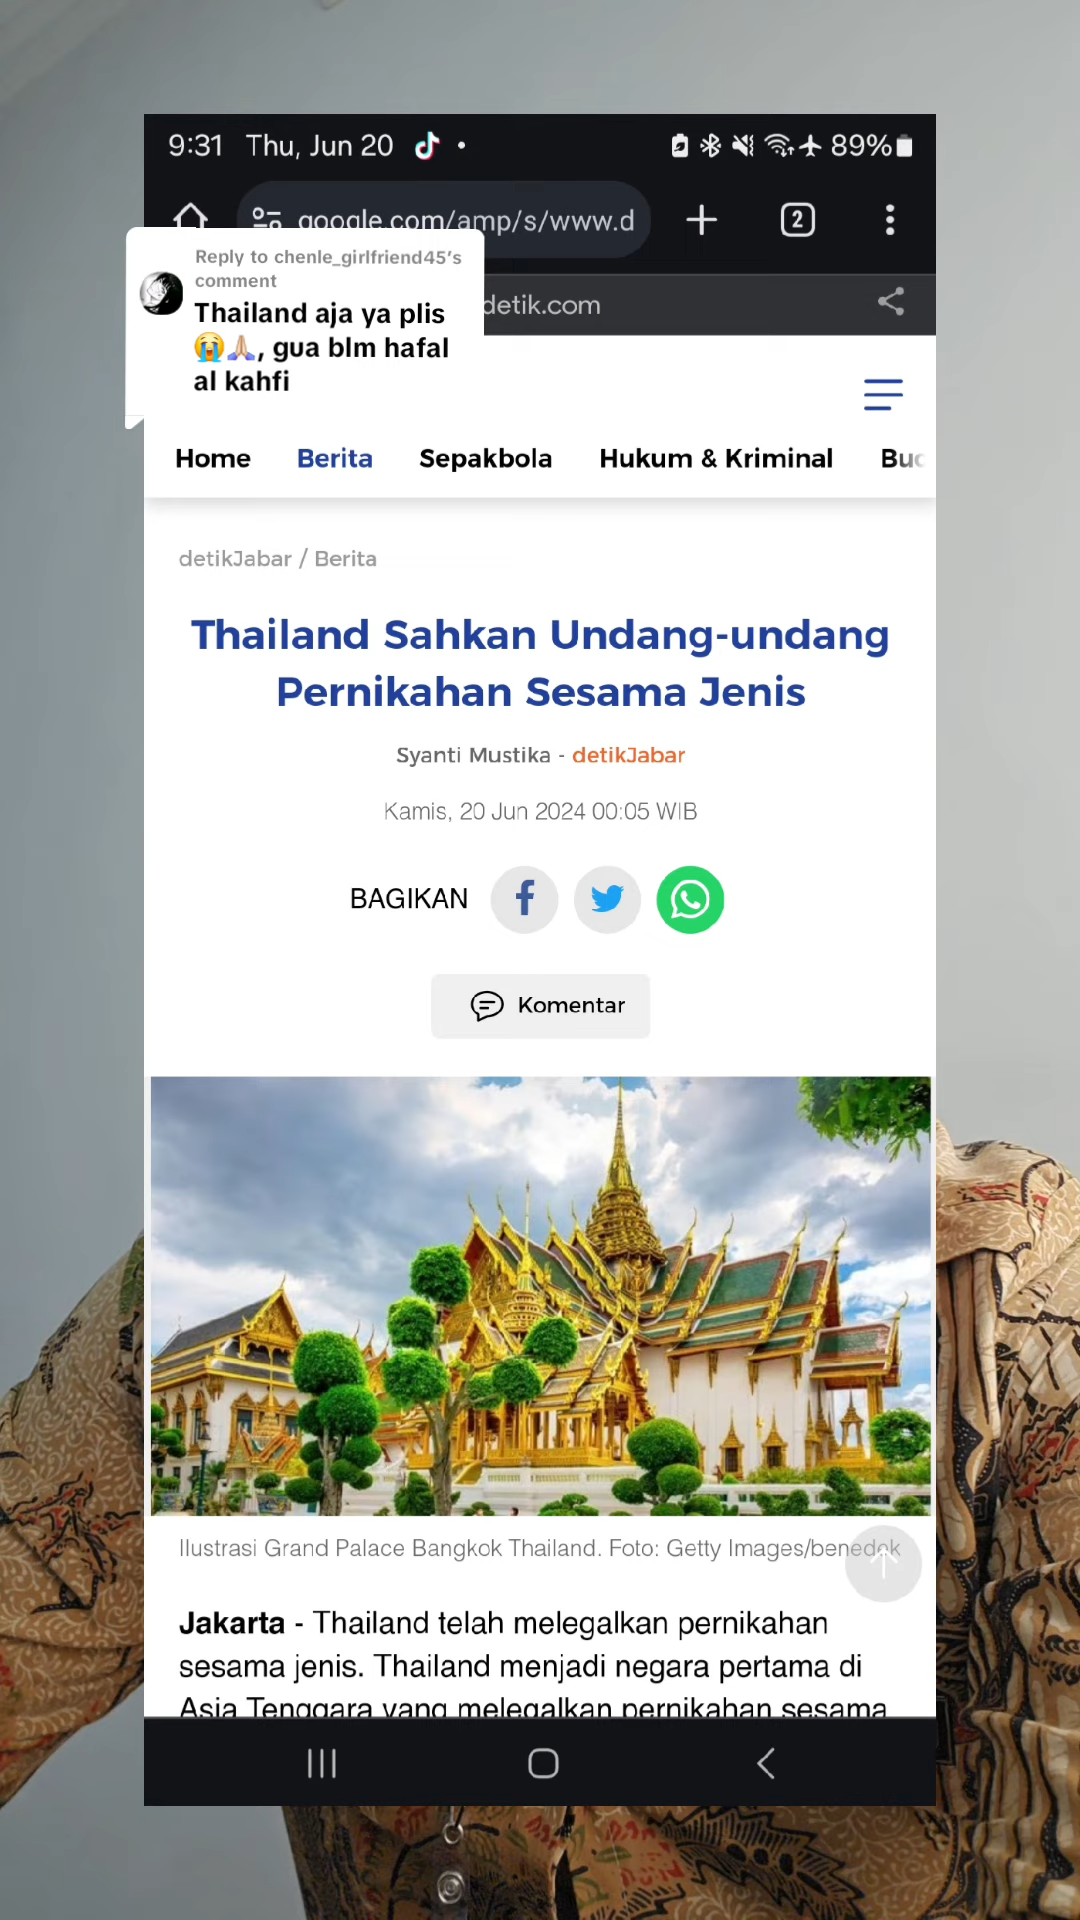 9:31 Thu, Jun 20
89%
google.com/amp/s/www.d
2
Reply to chenle_girlfriend45's
comment
Thailand aja ya plis
😭🙏🏻, gua blm hafal
al kahfi
detik.com
Home Berita Sepakbola Hukum & Kriminal Buc
detikJabar / Berita
Thailand Sahkan Undang-undang
Pernikahan Sesama Jenis
Syanti Mustika - detikJabar
Kamis, 20 Jun 2024 00:05 WIB
BAGIKAN
Komentar
Ilustrasi Grand Palace Bangkok Thailand. Foto: Getty Images/benedek
Jakarta - Thailand telah melegalkan pernikahan
sesama jenis. Thailand menjadi negara pertama di
Asia Tenggara yang melegalkan pernikahan sesama